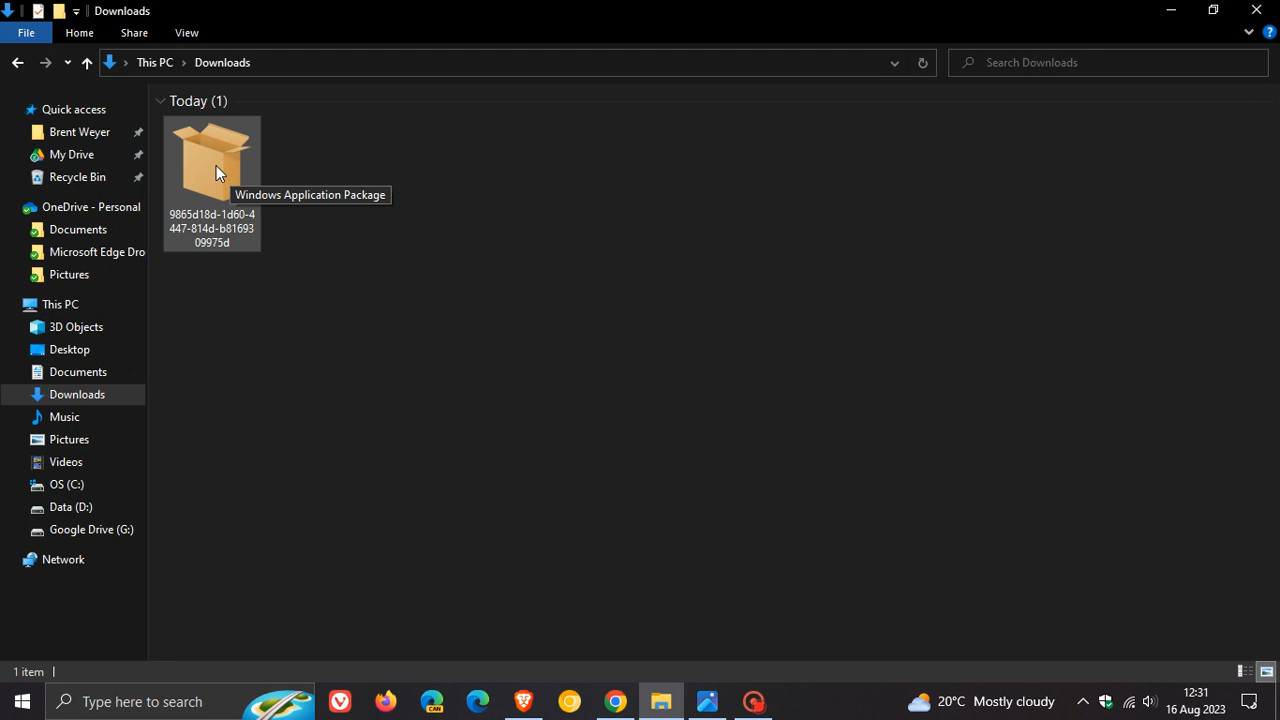 Downloads
File
Home
Share
View
This PC
Downloads
Search Downloads
Quick access
Brent Weyer
My Drive
Recycle Bin
OneDrive - Personal
Documents
Microsoft Edge Dro
Pictures
This PC
3D Objects
Desktop
Documents
Downloads
Music
Pictures
Videos
OS (C:)
Data (D:)
Google Drive (G:)
Network
Today (1)
Windows Application Package
9865d18d-1d60-4
447-814d-b81693
09975d
1 item
Type here to search
CAN
20°C Mostly cloudy
12:31
16 Aug 2023